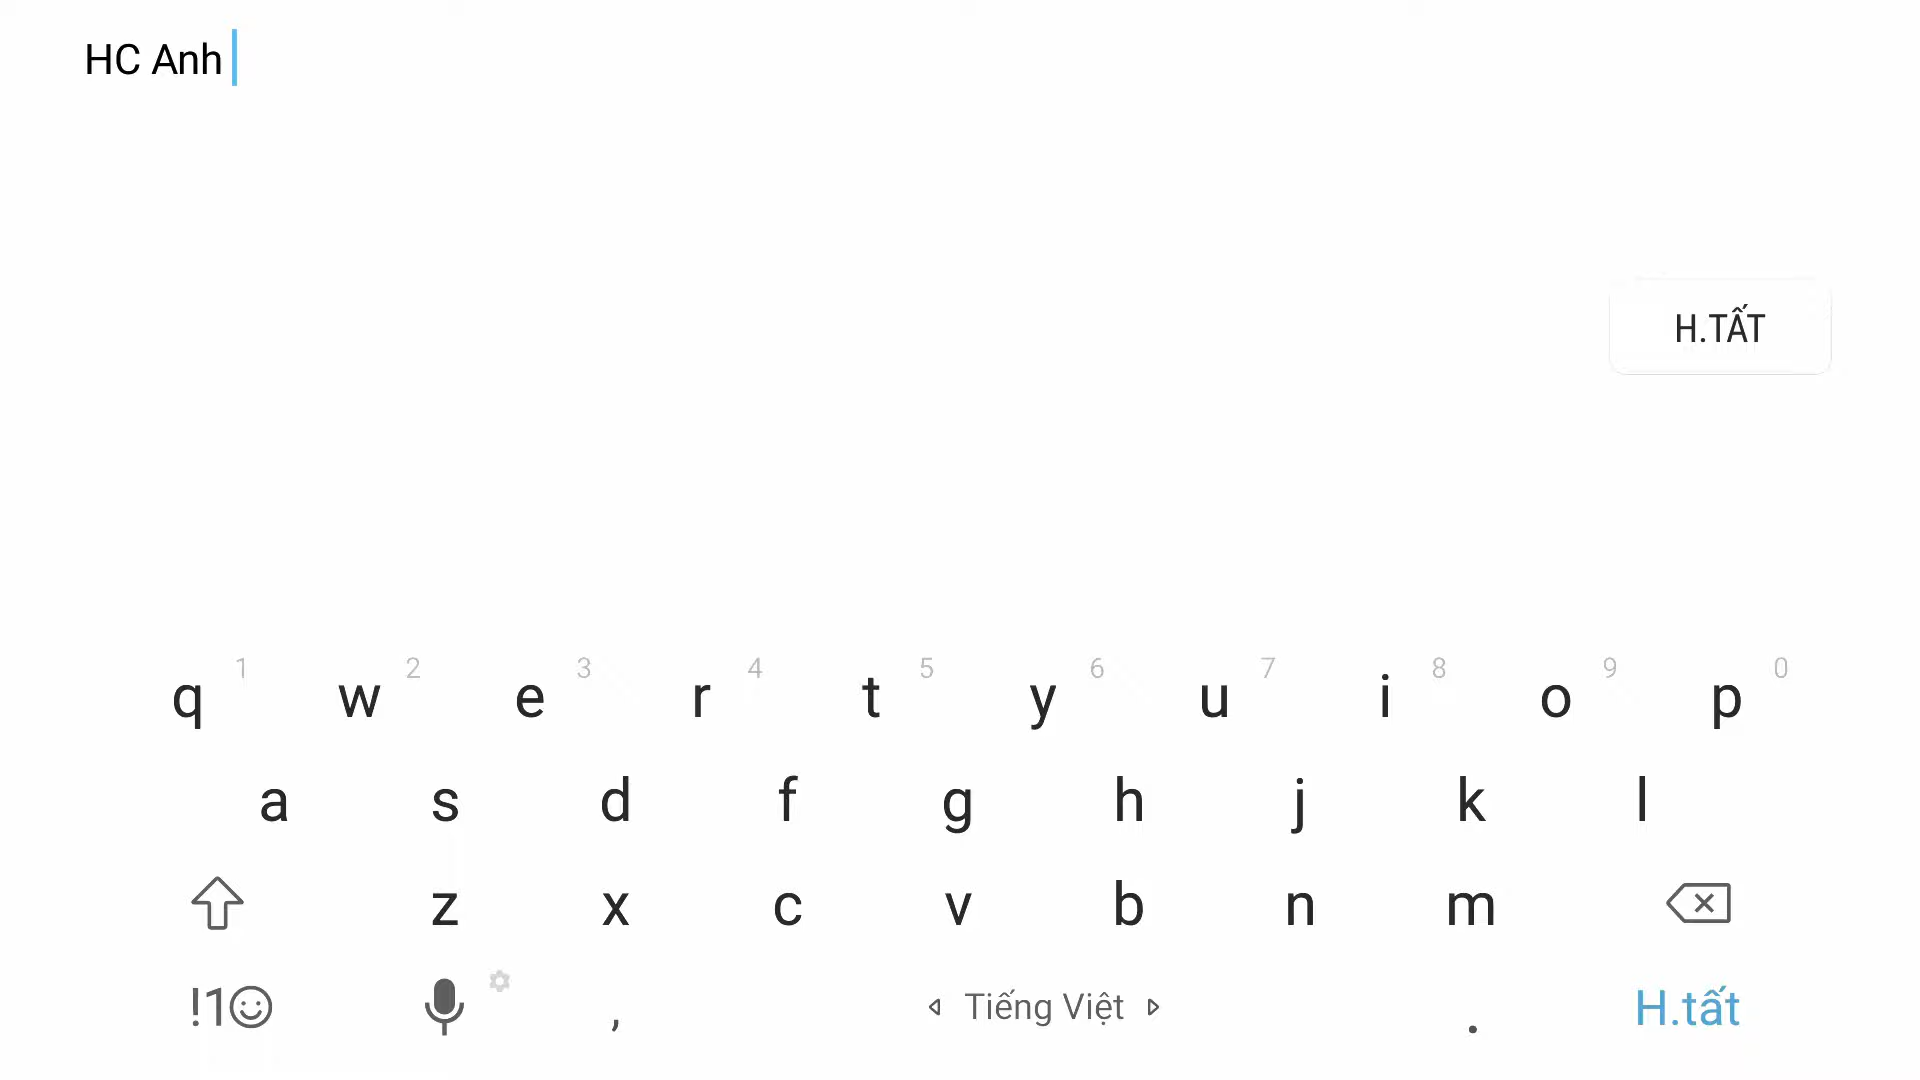 HC Anh
H.TẤT
q 1 w 2 e 3 r 4 t 5 y 6 u 7 i 8 o 9 p 0
a s d f g h j k l
z x c v b n m
!1☺ , Tiếng Việt . H.tất